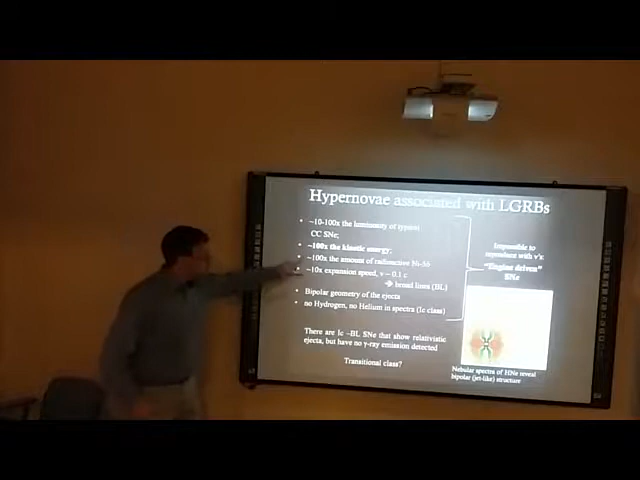 Hypernovae associated with LGRBs
~10-100x the luminosity of typical
CC SNe;
~100x the kinetic energy;
~100x the amount of radioactive Ni-56
~10x expansion speed, v ~ 0.1 c
→ broad lines (BL)
Bipolar geometry of the ejecta
no Hydrogen, no Helium in spectra (Ic class)
There are Ic –BL SNe that show relativistic
ejecta, but have no γ-ray emission detected
Transitional class?
Impossible to
reproduce with ν's:
"Engine driven"
SNe
Nebular spectra of HNe reveal
bipolar (jet-like) structure